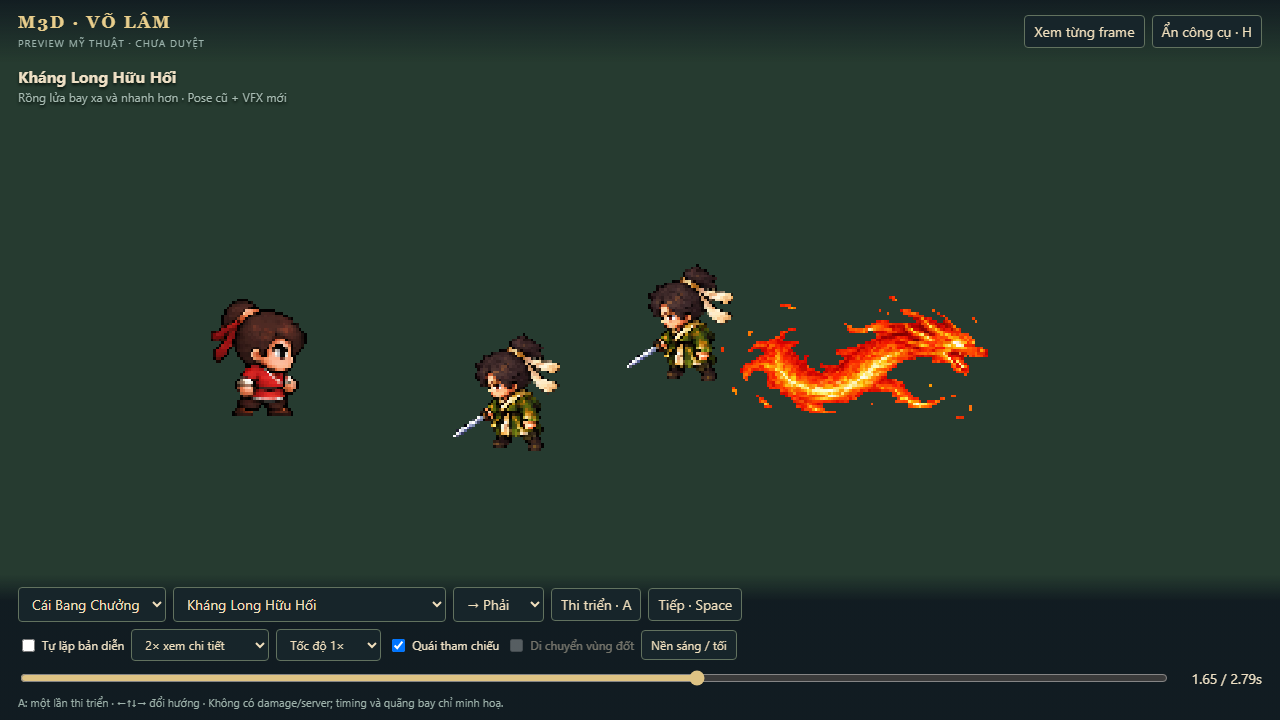 M3D · VÕ LÂM
PREVIEW MỸ THUẬT · CHƯA DUYỆT
Xem từng frame
Ẩn công cụ · H
Kháng Long Hữu Hối
Rồng lửa bay xa và nhanh hơn · Pose cũ + VFX mới
Cái Bang Chưởng
Kháng Long Hữu Hối
→ Phải
Thi triển · A
Tiếp · Space
Tự lặp bản diễn
2× xem chi tiết
Tốc độ 1×
Quái tham chiếu
Di chuyển vùng đốt
Nền sáng / tối
1.65 / 2.79s
A: một lần thi triển · ←↑↓→ đổi hướng · Không có damage/server; timing và quãng bay chỉ minh hoạ.